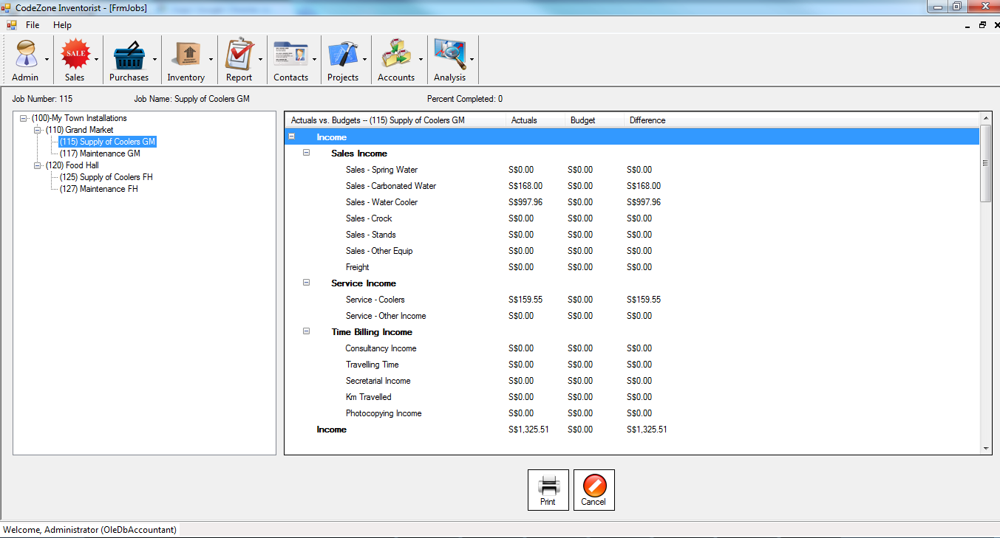 CodeZone Inventorist - [FrmJobs]
File Help
Admin Sales Purchases Inventory Report Contacts Projects Accounts Analysis
SALE
Job Number: 115 Job Name: Supply of Coolers GM Percent Completed: 0
(100)-My Town Installations
(110) Grand Market
(115) Supply of Coolers GM
(117) Maintenance GM
(120) Food Hall
(125) Supply of Coolers FH
(127) Maintenance FH
Actuals vs. Budgets -- (115) Supply of Coolers GM Actuals Budget Difference
Income
Sales Income
Sales - Spring Water S$0.00 S$0.00 S$0.00
Sales - Carbonated Water S$168.00 S$0.00 S$168.00
Sales - Water Cooler S$997.96 S$0.00 S$997.96
Sales - Crock S$0.00 S$0.00 S$0.00
Sales - Stands S$0.00 S$0.00 S$0.00
Sales - Other Equip S$0.00 S$0.00 S$0.00
Freight S$0.00 S$0.00 S$0.00
Service Income
Service - Coolers S$159.55 S$0.00 S$159.55
Service - Other Income S$0.00 S$0.00 S$0.00
Time Billing Income
Consultancy Income S$0.00 S$0.00 S$0.00
Travelling Time S$0.00 S$0.00 S$0.00
Secretarial Income S$0.00 S$0.00 S$0.00
Km Travelled S$0.00 S$0.00 S$0.00
Photocopying Income S$0.00 S$0.00 S$0.00
Income S$1,325.51 S$0.00 S$1,325.51
Print Cancel
Welcome, Administrator (OleDbAccountant)